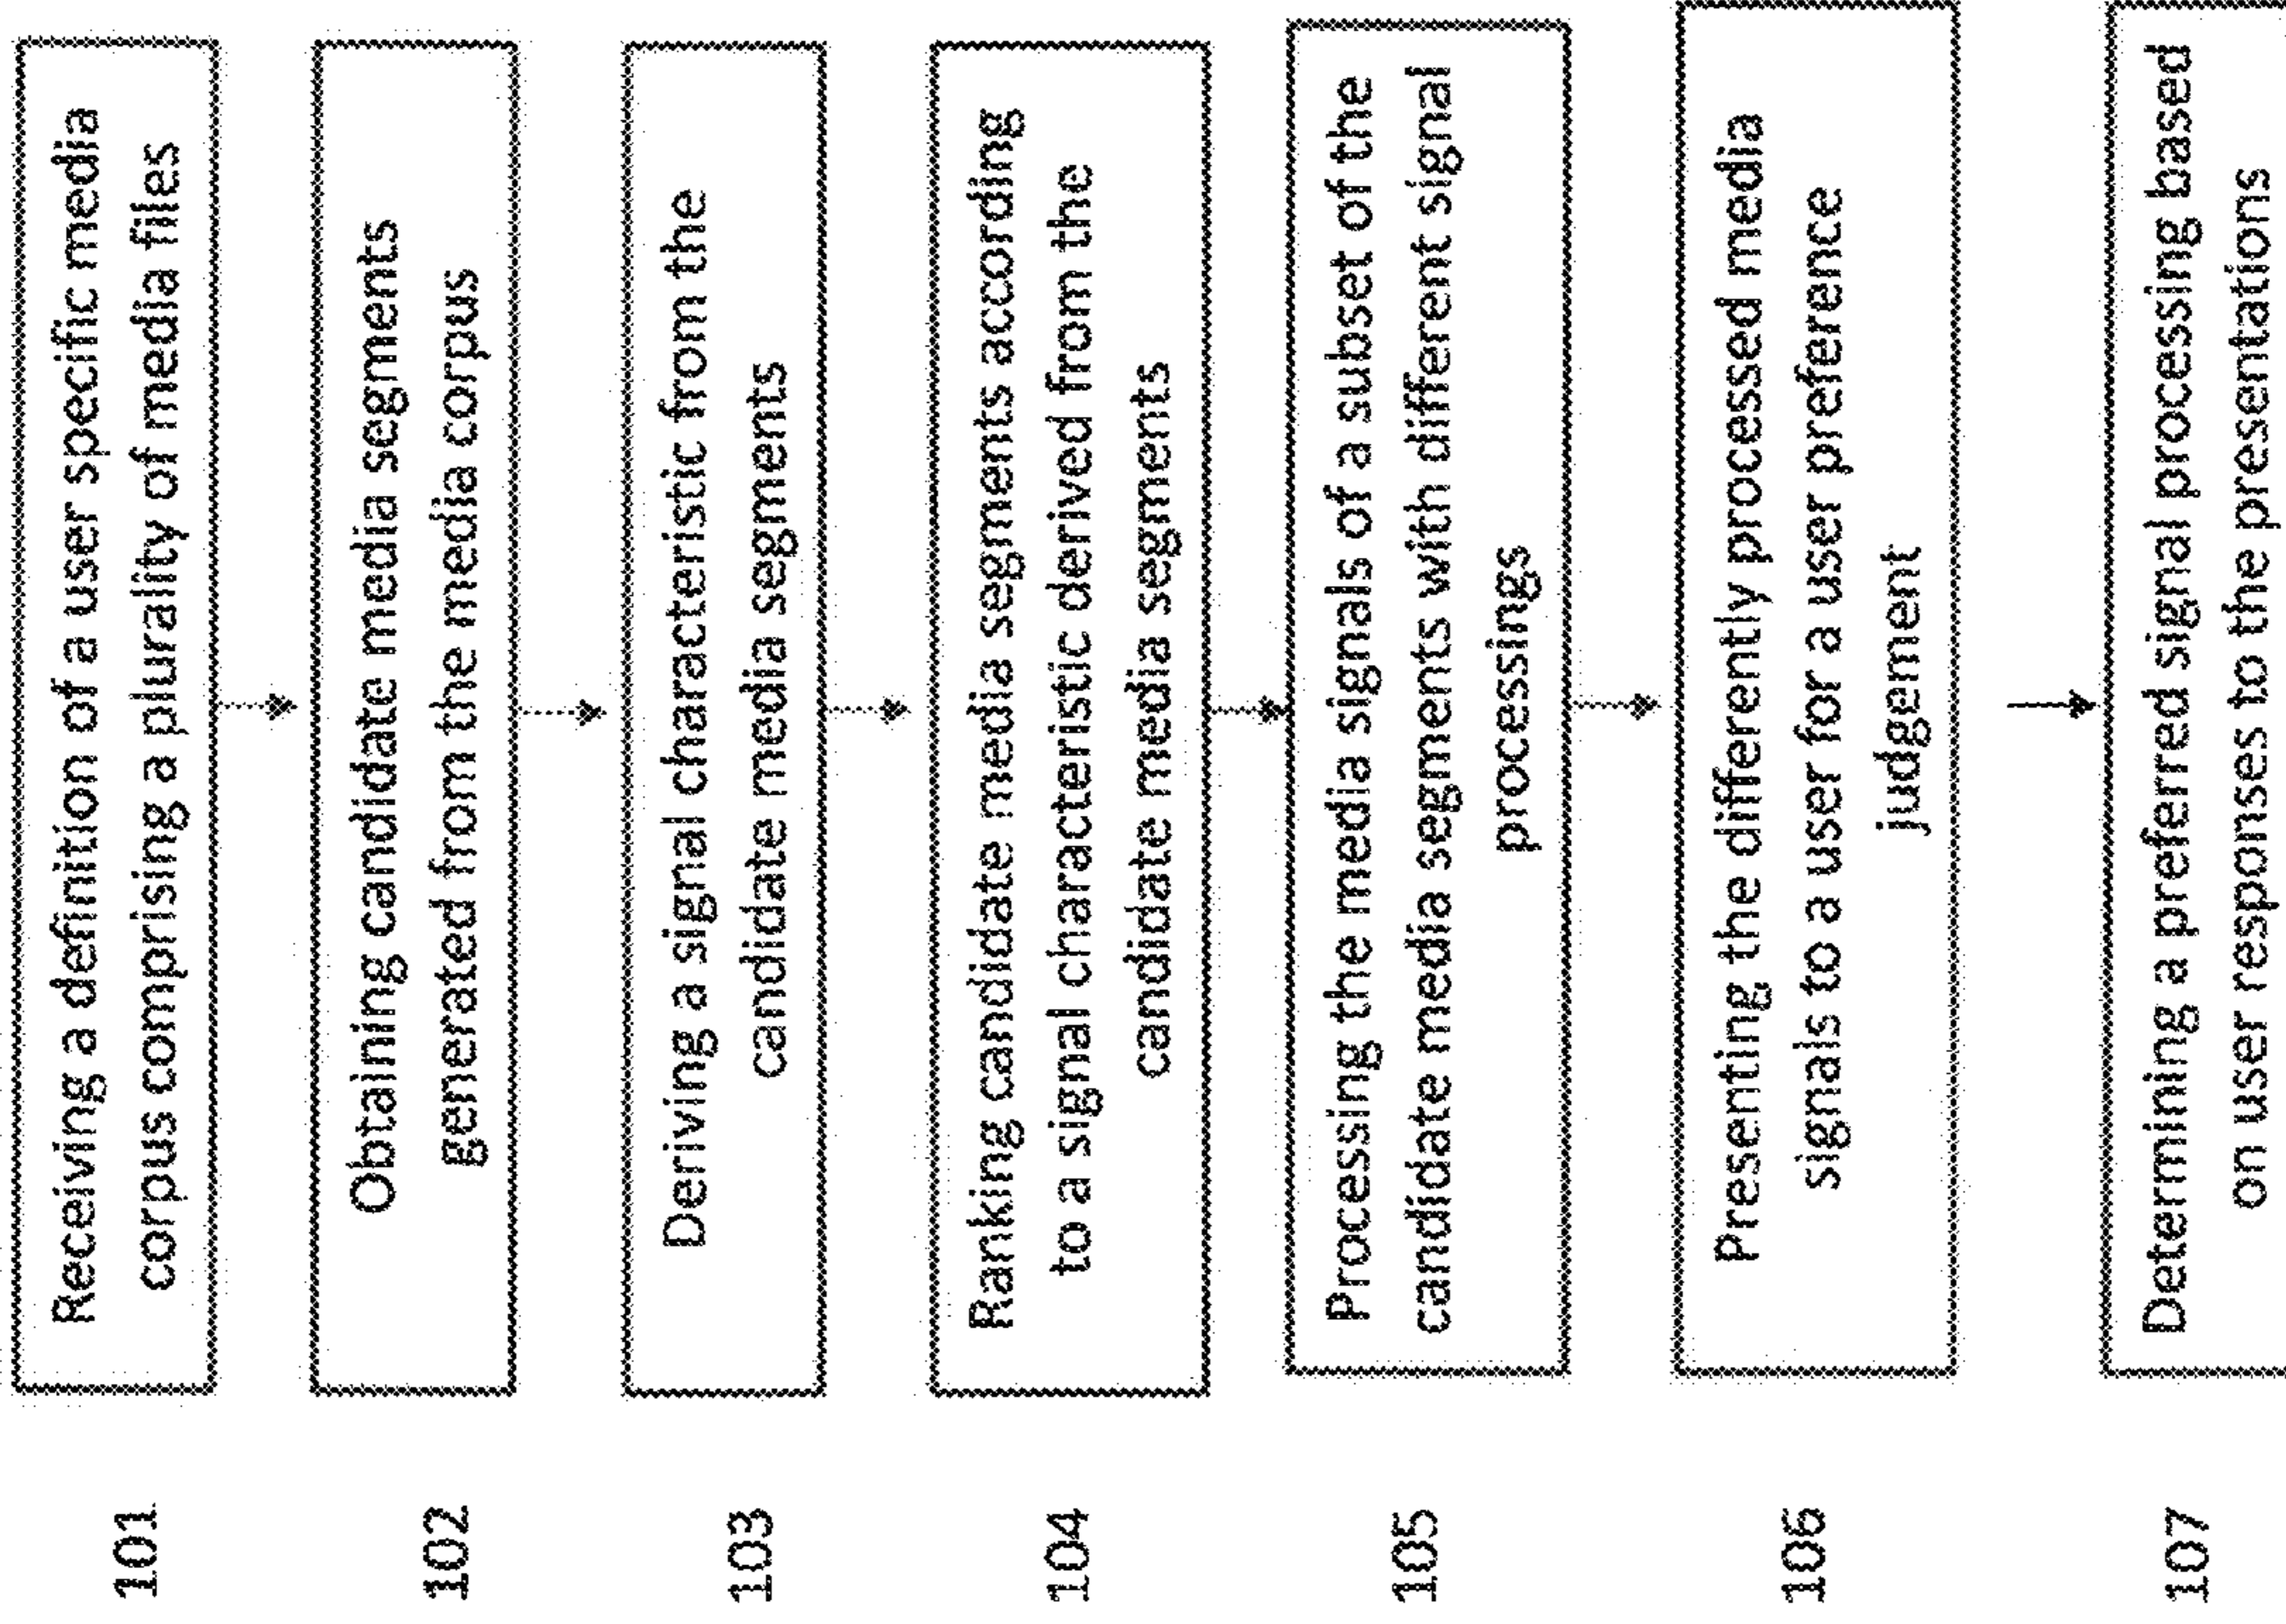 101
Receiving a definition of a user specific media
corpus comprising a plurality of media files
102
Obtaining candidate media segments
generated from the media corpus
103
Deriving a signal characteristic from the
candidate media segments
104
Ranking candidate media segments according
to a signal characteristic derived from the
candidate media segments
105
Processing the media signals of a subset of the
candidate media segments with different signal
processings
106
Presenting the differently processed media
signals to a user for a user preference
judgement
107
Determining a preferred signal processing based
on user responses to the presentations